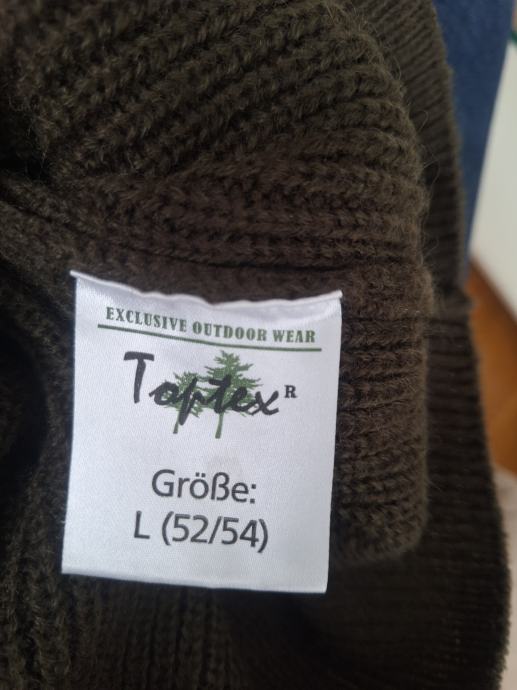 EXCLUSIVE OUTDOOR WEAR
Toptex®
Größe:
L (52/54)